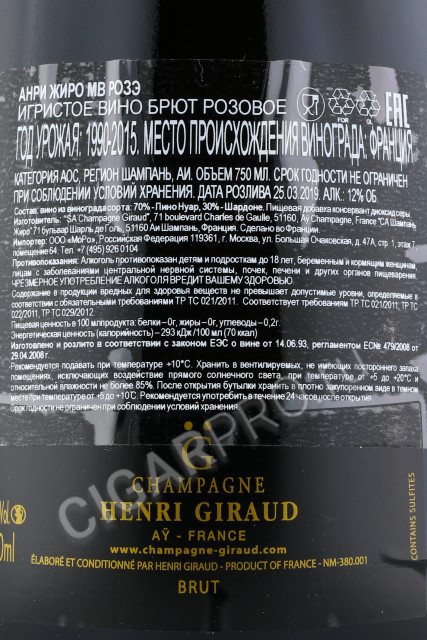 АНРИ ЖИРО МВ РОЗЭ
ИГРИСТОЕ ВИНО БРЮТ РОЗОВОЕ
FOR
GL
EAC
ГОД УРОЖАЯ: 1990-2015. МЕСТО ПРОИСХОЖДЕНИЯ ВИНОГРАДА: ФРАНЦИЯ,
КАТЕГОРИЯ АОС, РЕГИОН ШАМПАНЬ, АИ. ОБЪЕМ 750 МЛ. СРОК ГОДНОСТИ НЕ ОГРАНИЧЕН
ПРИ СОБЛЮДЕНИИ УСЛОВИЙ ХРАНЕНИЯ. ДАТА РОЗЛИВА 25.03.2019. АЛК.: 12% ОБ.
Состав: вино из винограда сорта: 70% - Пино Нуар, 30% - Шардоне. Пищевая добавка консервант диоксид серы.
Изготовитель: "SA Champagne Giraud", 71 boulevard Charles de Gaulle, 51160, Ay Champagne, France "СА Шампань
Жиро" 71 бульвар Шарль де Голь, 51160 Аи Шампань, Франция. Сделано во Франции.
Импортер: ООО «МоРо», Российская Федерация 119361, г. Москва, ул. Большая Очаковская, д. 47А, стр. 1, этаж 7,
помещение 64. Тел. +7 (495) 926 01 04
Противопоказания: Алкоголь противопоказан детям и подросткам до 18 лет, беременным и кормящим женщинам,
лицам с заболеваниями центральной нервной системы, почек, печени и других органов пищеварения.
ЧРЕЗМЕРНОЕ УПОТРЕБЛЕНИЕ АЛКОГОЛЯ ВРЕДИТ ВАШЕМУ ЗДОРОВЬЮ.
Содержание в продукции вредных для здоровья веществ не превышает допустимые уровни, определяемые в
соответствии с обязательными требованиями ТР ТС 021/2011. Соответствует требованиям ТР ТС 021/2011, ТР ТС
022/2011, ТР ТС 029/2012.
Пищевая ценность в 100 мл продукта: белки – 0г, жиры – 0г, углеводы – 0,2г.
Энергетическая ценность (калорийность) – 293 кДж /100 мл (70 ккал)
Изготовлено и розлито в соответствии с законом ЕЭС о вине от 14.06.93, регламентом ЕС№ 479/2008 от
29.04.2008 г.
Рекомендуется подавать при температуре +10°С. Хранить в вентилируемых, не имеющих постороннего запаха
помещениях, исключающих воздействие прямого солнечного света, при температуре от +5 до +20°С и
относительной влажности не более 85%. После открытия бутылки хранить в плотно закупоренном виде в темном
месте при температуре от +5 до +10°С. Рекомендуется употребить в течение 24 часов после открытия.
Срок годности не ограничен при соблюдении условий хранения.
CHAMPAGNE
HENRI GIRAUD
AŸ - FRANCE
www.champagne-giraud.com
ÉLABORÉ ET CONDITIONNÉ PAR HENRI GIRAUD - PRODUCT OF FRANCE - NM-380.001
BRUT
CONTAINS SULFITES